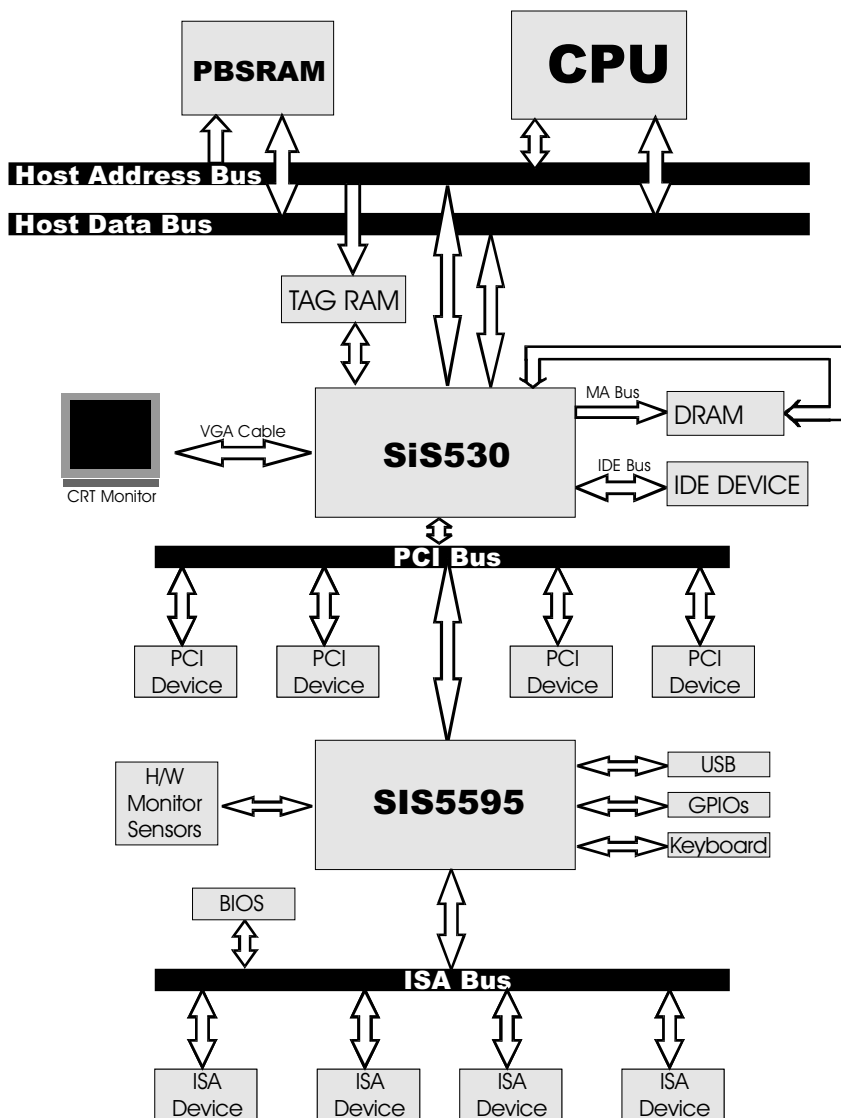 PBSRAM
CPU
Host Address Bus
Host Data Bus
TAG RAM
MA Bus
DRAM
VGA Cable
SiS530
IDE Bus
IDE DEVICE
CRT Monitor
PCI Bus
PCI
Device
PCI
Device
PCI
Device
PCI
Device
H/W
Monitor
Sensors
SIS5595
USB
GPIOs
Keyboard
BIOS
ISA Bus
ISA
Device
ISA
Device
ISA
Device
ISA
Device